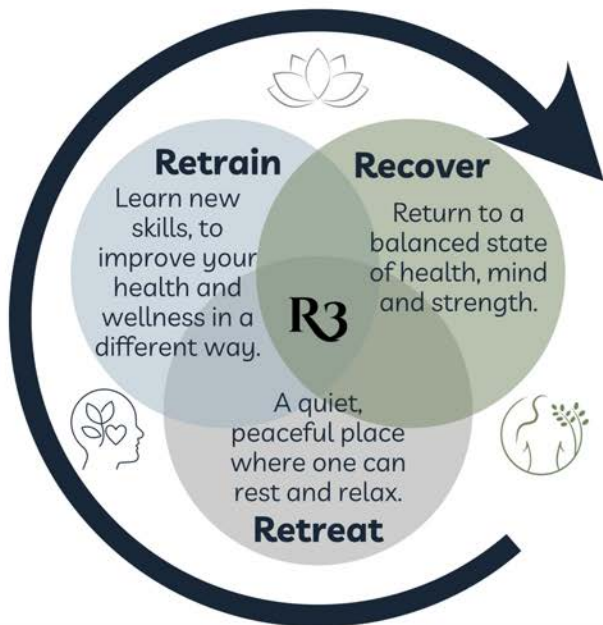 Retrain
Learn new
skills, to
improve your
health and
wellness in a
different way.
Recover
Return to a
balanced state
of health, mind
and strength.
R3
A quiet,
peaceful place
where one can
rest and relax.
Retreat